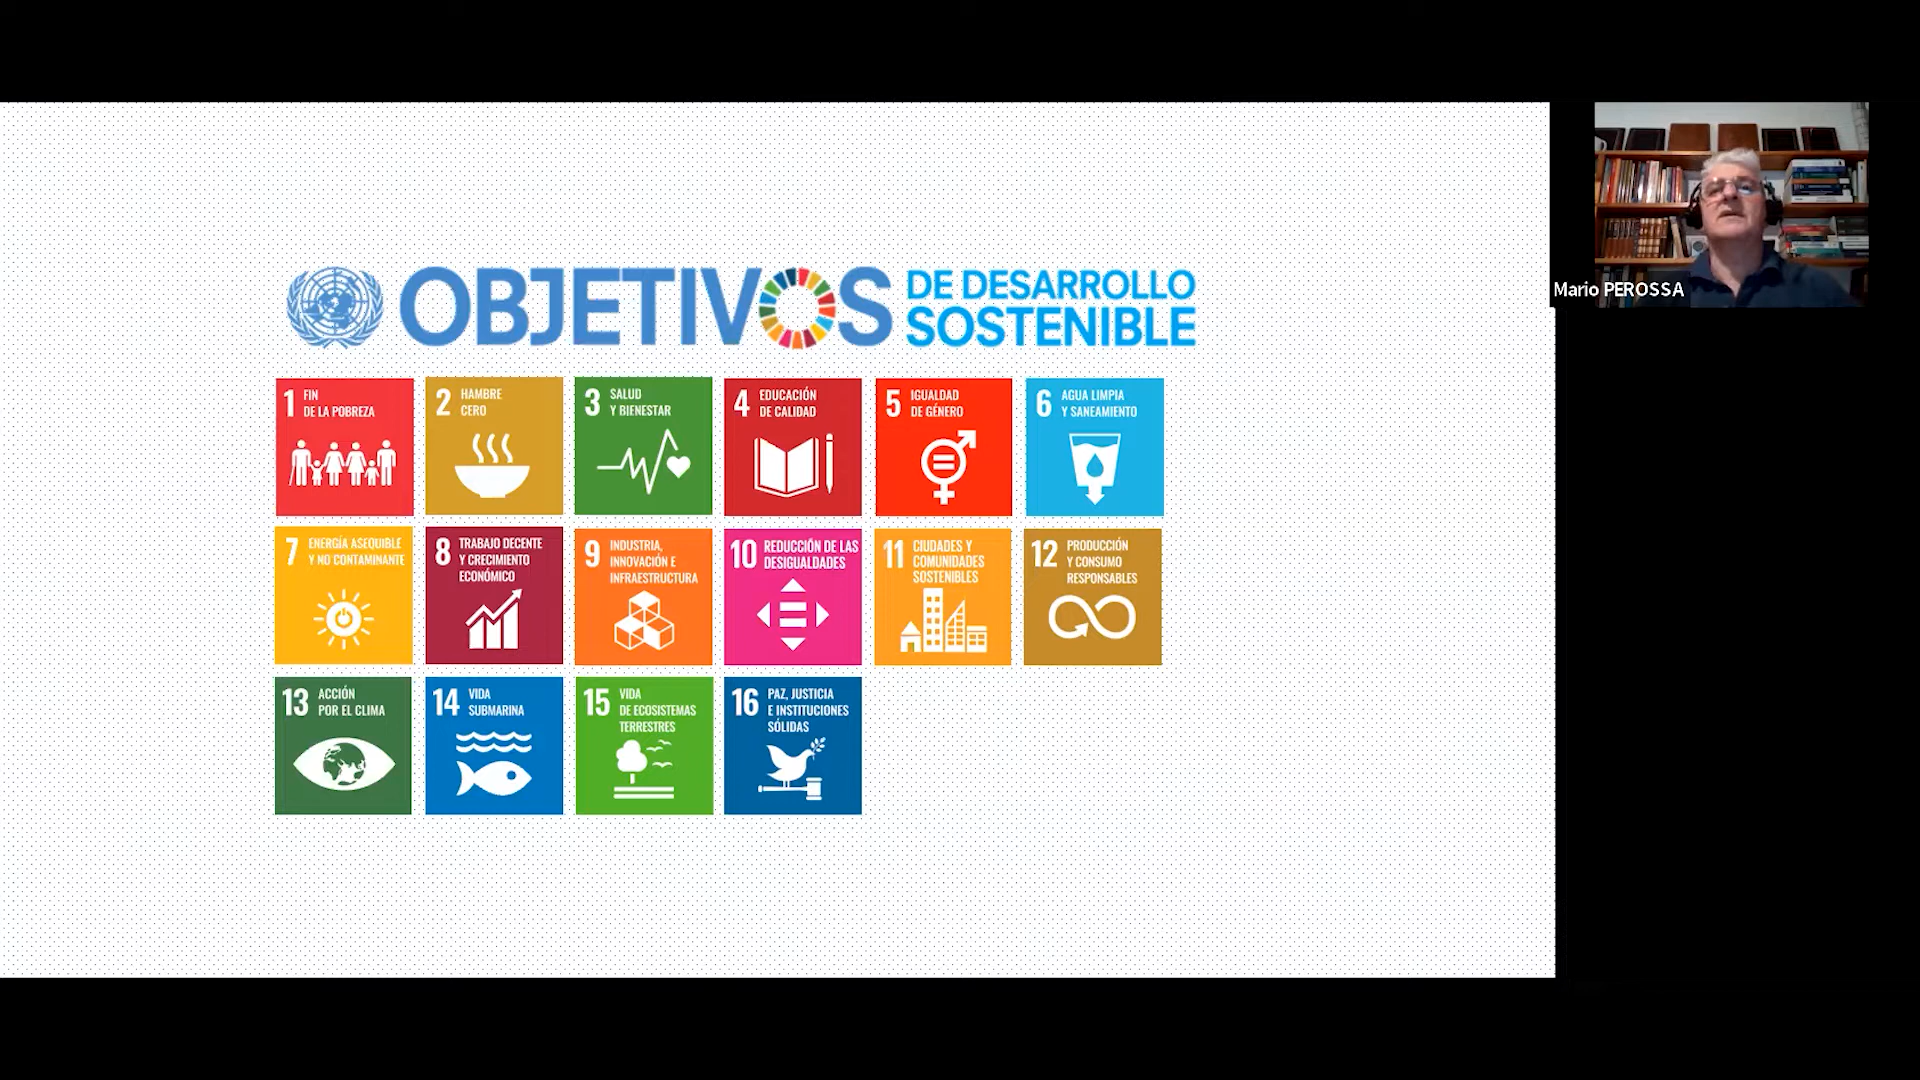 OBJETIVOS
DE DESARROLLO
SOSTENIBLE
1 FIN
DE LA POBREZA
2 HAMBRE
CERO
3 SALUD
Y BIENESTAR
4 EDUCACIÓN
DE CALIDAD
5 IGUALDAD
DE GÉNERO
6 AGUA LIMPIA
Y SANEAMIENTO
7 ENERGÍA ASEQUIBLE
Y NO CONTAMINANTE
8 TRABAJO DECENTE
Y CRECIMIENTO
ECONÓMICO
9 INDUSTRIA,
INNOVACIÓN E
INFRAESTRUCTURA
10 REDUCCIÓN DE LAS
DESIGUALDADES
11 CIUDADES Y
COMUNIDADES
SOSTENIBLES
12 PRODUCCIÓN
Y CONSUMO
RESPONSABLES
13 ACCIÓN
POR EL CLIMA
14 VIDA
SUBMARINA
15 VIDA
DE ECOSISTEMAS
TERRESTRES
16 PAZ, JUSTICIA
E INSTITUCIONES
SÓLIDAS
Mario PEROSSA